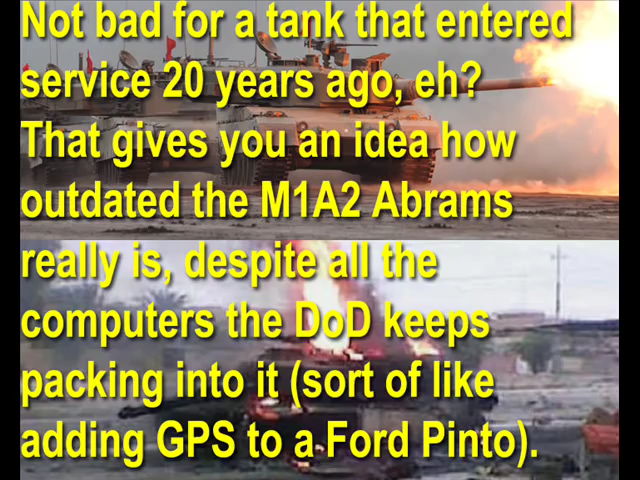 Not bad for a tank that entered
service 20 years ago, eh?
That gives you an idea how
outdated the M1A2 Abrams
really is, despite all the
computers the DoD keeps
packing into it (sort of like
adding GPS to a Ford Pinto).